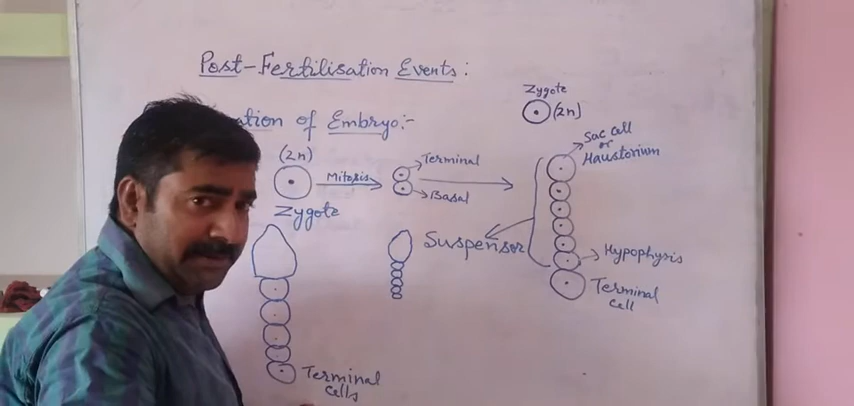 Post-Fertilisation Events:
ation of Embryo:-
Zygote
(2n)
Sac cell
or
Haustorium
(2n)
Mitosis
Terminal
Basal
Zygote
Suspensor
Hypophysis
Terminal
cell
Terminal
cells